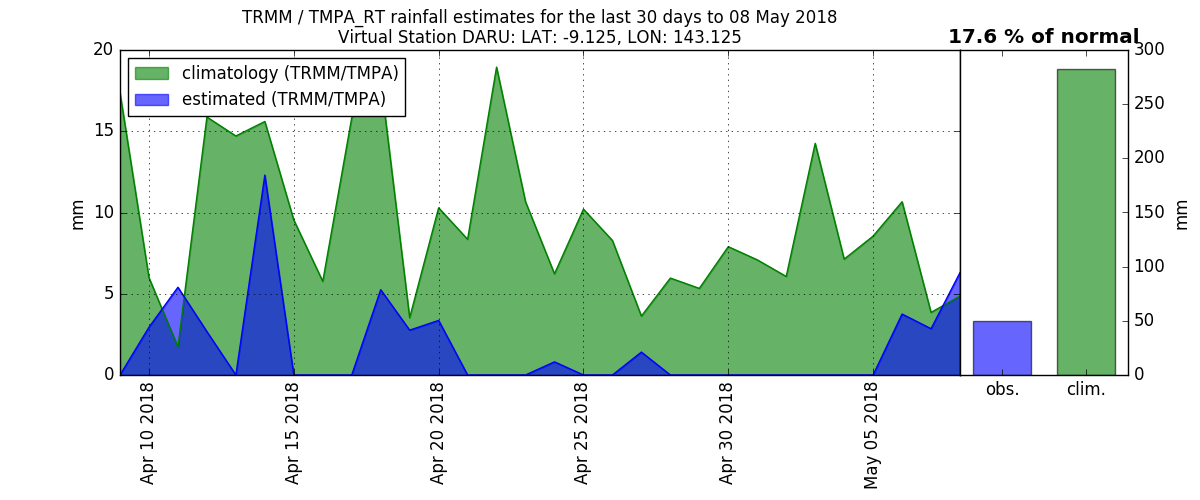 TRMM / TMPA_RT rainfall estimates for the last 30 days to 08 May 2018
Virtual Station DARU: LAT: -9.125, LON: 143.125
17.6 % of normal
climatology (TRMM/TMPA)
estimated (TRMM/TMPA)
20
15
10
5
0
mm
Apr 10 2018
Apr 15 2018
Apr 20 2018
Apr 25 2018
Apr 30 2018
May 05 2018
obs.
clim.
300
250
200
150
100
50
0
mm